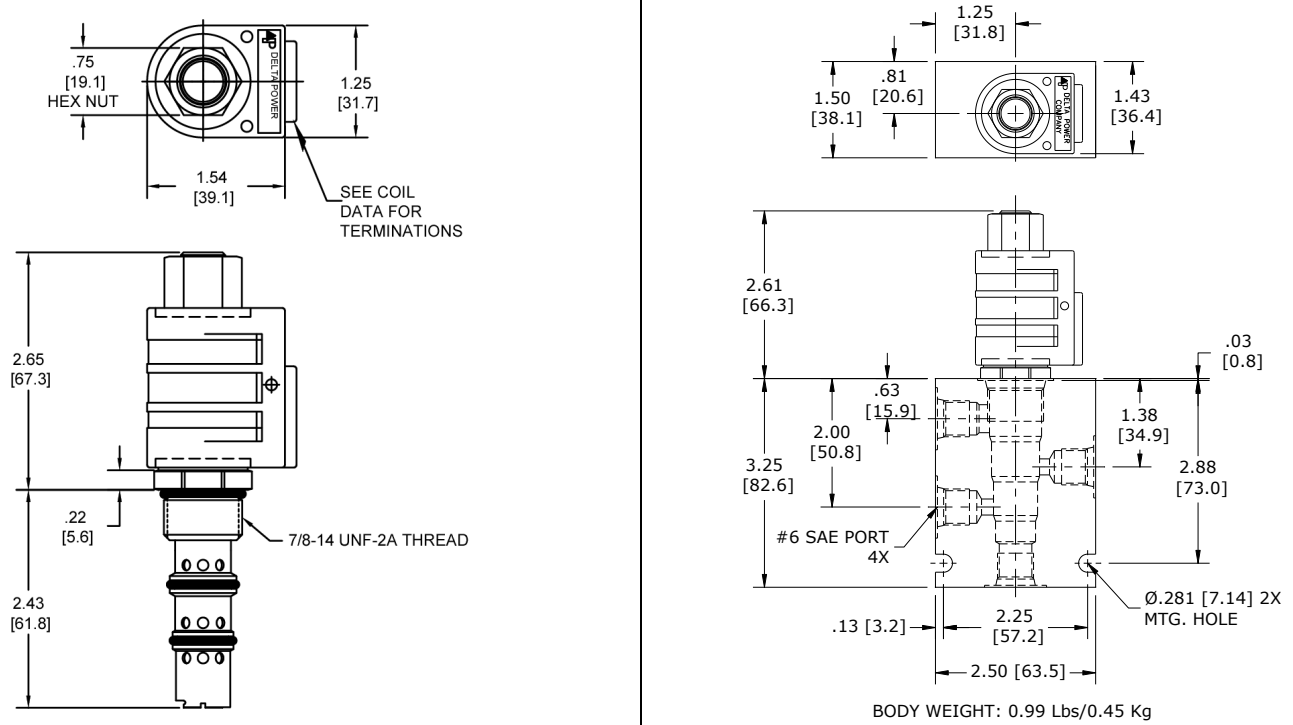 .75
[19.1]
HEX NUT
DELTA POWER
1.25
[31.7]
1.54
[39.1]
SEE COIL
DATA FOR
TERMINATIONS
2.65
[67.3]
.22
[5.6]
7/8-14 UNF-2A THREAD
2.43
[61.8]
1.25
[31.8]
.81
[20.6]
1.50
[38.1]
DELTA POWER
COMPANY
1.43
[36.4]
2.61
[66.3]
.03
[0.8]
.63
[15.9]
2.00
[50.8]
1.38
[34.9]
3.25
[82.6]
2.88
[73.0]
#6 SAE PORT
4X
Ø.281 [7.14] 2X
MTG. HOLE
.13 [3.2]
2.25
[57.2]
2.50 [63.5]
BODY WEIGHT: 0.99 Lbs/0.45 Kg